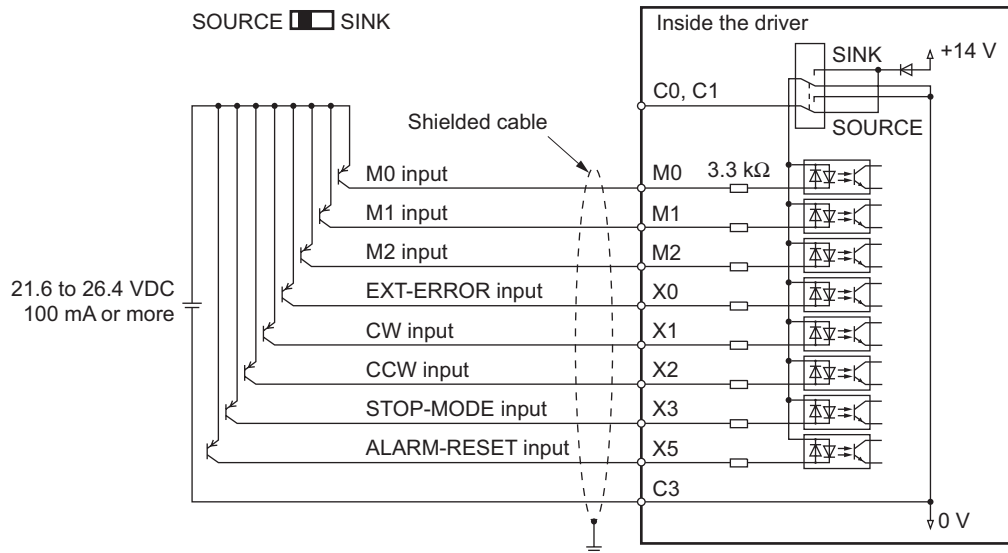 SOURCE SINK
Inside the driver
SINK
+14 V
C0, C1
SOURCE
Shielded cable
M0 input
M0
3.3 kΩ
M1 input
M1
M2 input
M2
21.6 to 26.4 VDC
100 mA or more
EXT-ERROR input
X0
CW input
X1
CCW input
X2
STOP-MODE input
X3
ALARM-RESET input
X5
C3
0 V